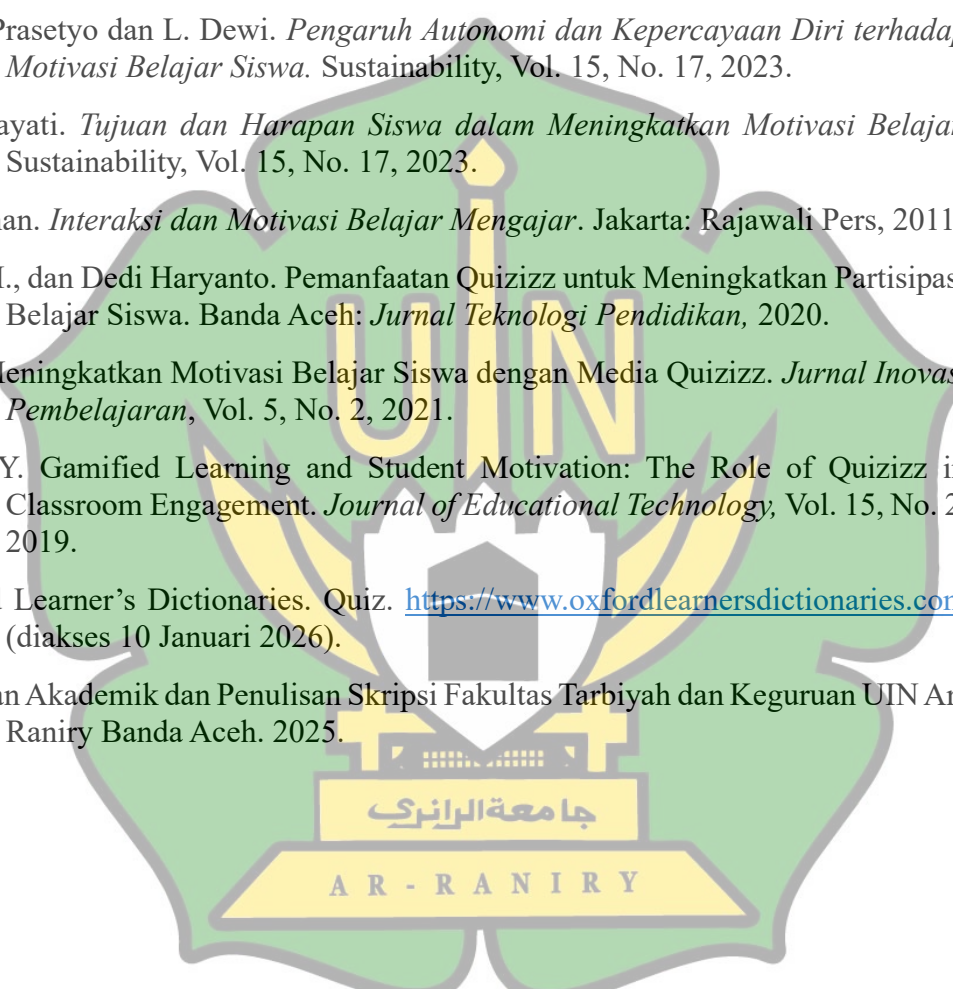 Prasetyo dan L. Dewi. Pengaruh Autonomi dan Kepercayaan Diri terhadap
Motivasi Belajar Siswa. Sustainability, Vol. 15, No. 17, 2023.
ayati. Tujuan dan Harapan Siswa dalam Meningkatkan Motivasi Belajar
Sustainability, Vol. 15, No. 17, 2023.
an. Interaksi dan Motivasi Belajar Mengajar. Jakarta: Rajawali Pers, 2011
I., dan Dedi Haryanto. Pemanfaatan Quizizz untuk Meningkatkan Partisipas
Belajar Siswa. Banda Aceh: Jurnal Teknologi Pendidikan, 2020.
Meningkatkan Motivasi Belajar Siswa dengan Media Quizizz. Jurnal Inovas
Pembelajaran, Vol. 5, No. 2, 2021.
Y. Gamified Learning and Student Motivation: The Role of Quizizz i
Classroom Engagement. Journal of Educational Technology, Vol. 15, No. 2
2019.
Learner’s Dictionaries. Quiz. https://www.oxfordlearnersdictionaries.com
(diakses 10 Januari 2026).
an Akademik dan Penulisan Skripsi Fakultas Tarbiyah dan Keguruan UIN Ar
Raniry Banda Aceh. 2025.
UIN
جامعة الرانري
AR-RANIRY